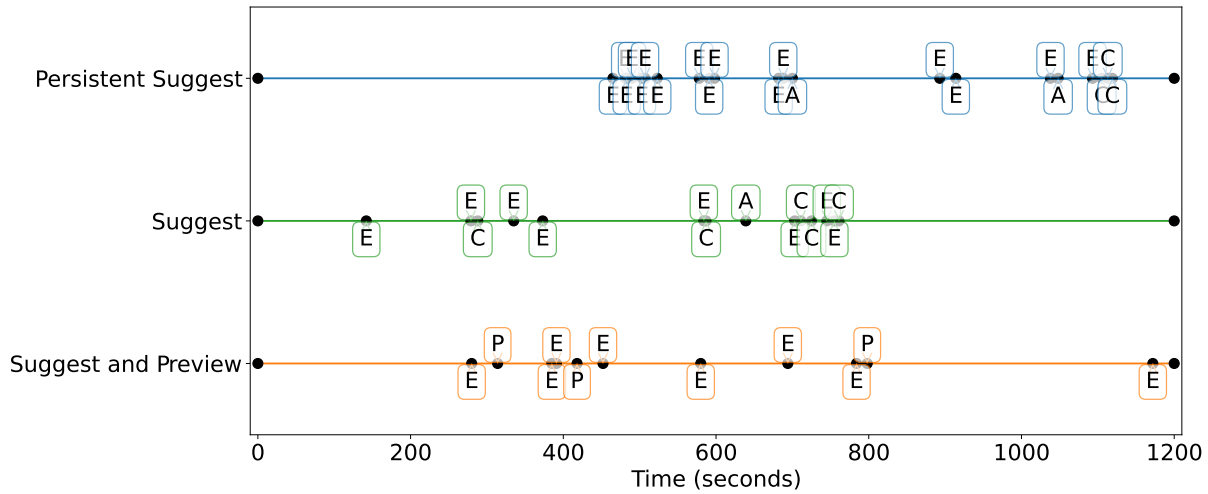 Persistent Suggest
E E E E E E E E E C
E E E E E E A E A C C
Suggest
E E E A C E C
E C E C E C E
Suggest and Preview
P E E E P
E E P E E E
0 200 400 600 800 1000 1200
Time (seconds)